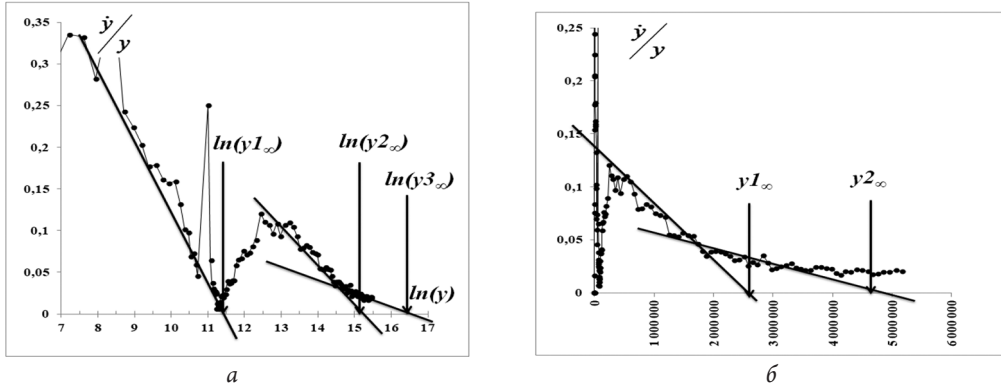 0,35
0,3
0,25
0,2
0,15
0,1
0,05
0
ẏ/y
ln(y1∞)
ln(y2∞)
ln(y3∞)
ln(y)
7 8 9 10 11 12 13 14 15 16 17
а
0,25
0,2
0,15
0,1
0,05
0
ẏ/y
y1∞
y2∞
0
1000000
2000000
3000000
4000000
5000000
6000000
б